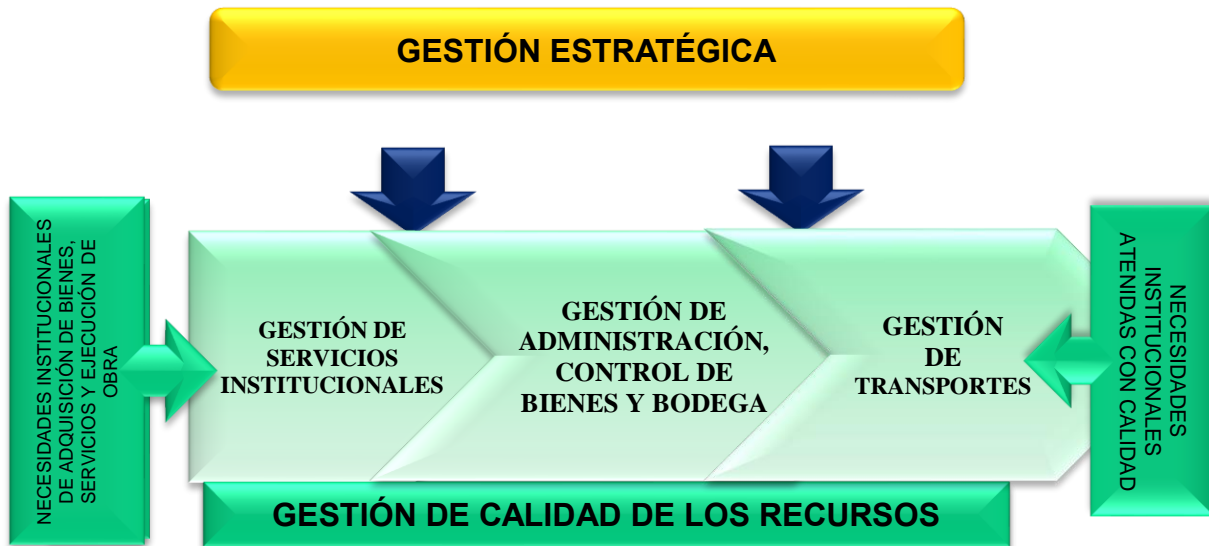 GESTIÓN ESTRATÉGICA
NECESIDADES INSTITUCIONALES
DE ADQUISICIÓN DE BIENES,
SERVICIOS Y EJECUCIÓN DE
OBRA
GESTIÓN DE
SERVICIOS
INSTITUCIONALES
GESTIÓN DE
ADMINISTRACIÓN,
CONTROL DE
BIENES Y BODEGA
GESTIÓN
DE
TRANSPORTES
NECESIDADES
INSTITUCIONALES
ATENIDAS CON CALIDAD
GESTIÓN DE CALIDAD DE LOS RECURSOS